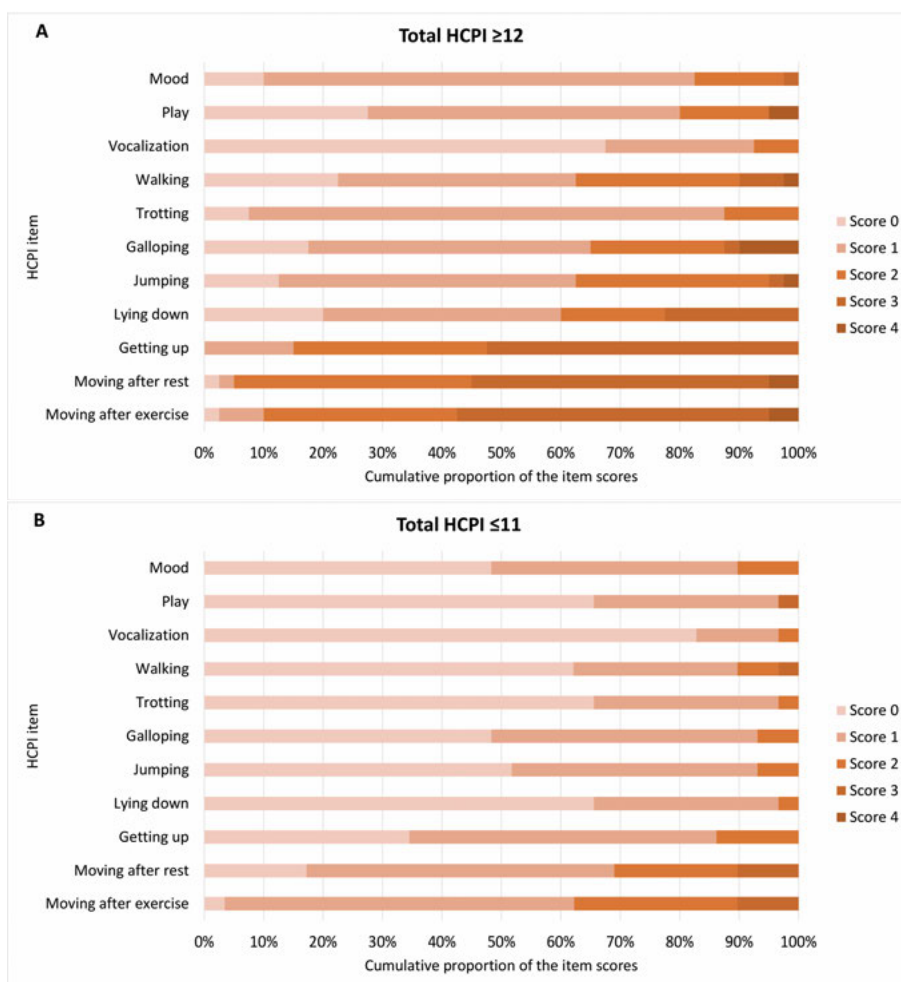 A
Total HCPI ≥12
HCPI item
Mood
Play
Vocalization
Walking
Trotting
Galloping
Jumping
Lying down
Getting up
Moving after rest
Moving after exercise
0% 10% 20% 30% 40% 50% 60% 70% 80% 90% 100%
Cumulative proportion of the item scores
Score 0
Score 1
Score 2
Score 3
Score 4
B
Total HCPI ≤11
HCPI item
Mood
Play
Vocalization
Walking
Trotting
Galloping
Jumping
Lying down
Getting up
Moving after rest
Moving after exercise
0% 10% 20% 30% 40% 50% 60% 70% 80% 90% 100%
Cumulative proportion of the item scores
Score 0
Score 1
Score 2
Score 3
Score 4